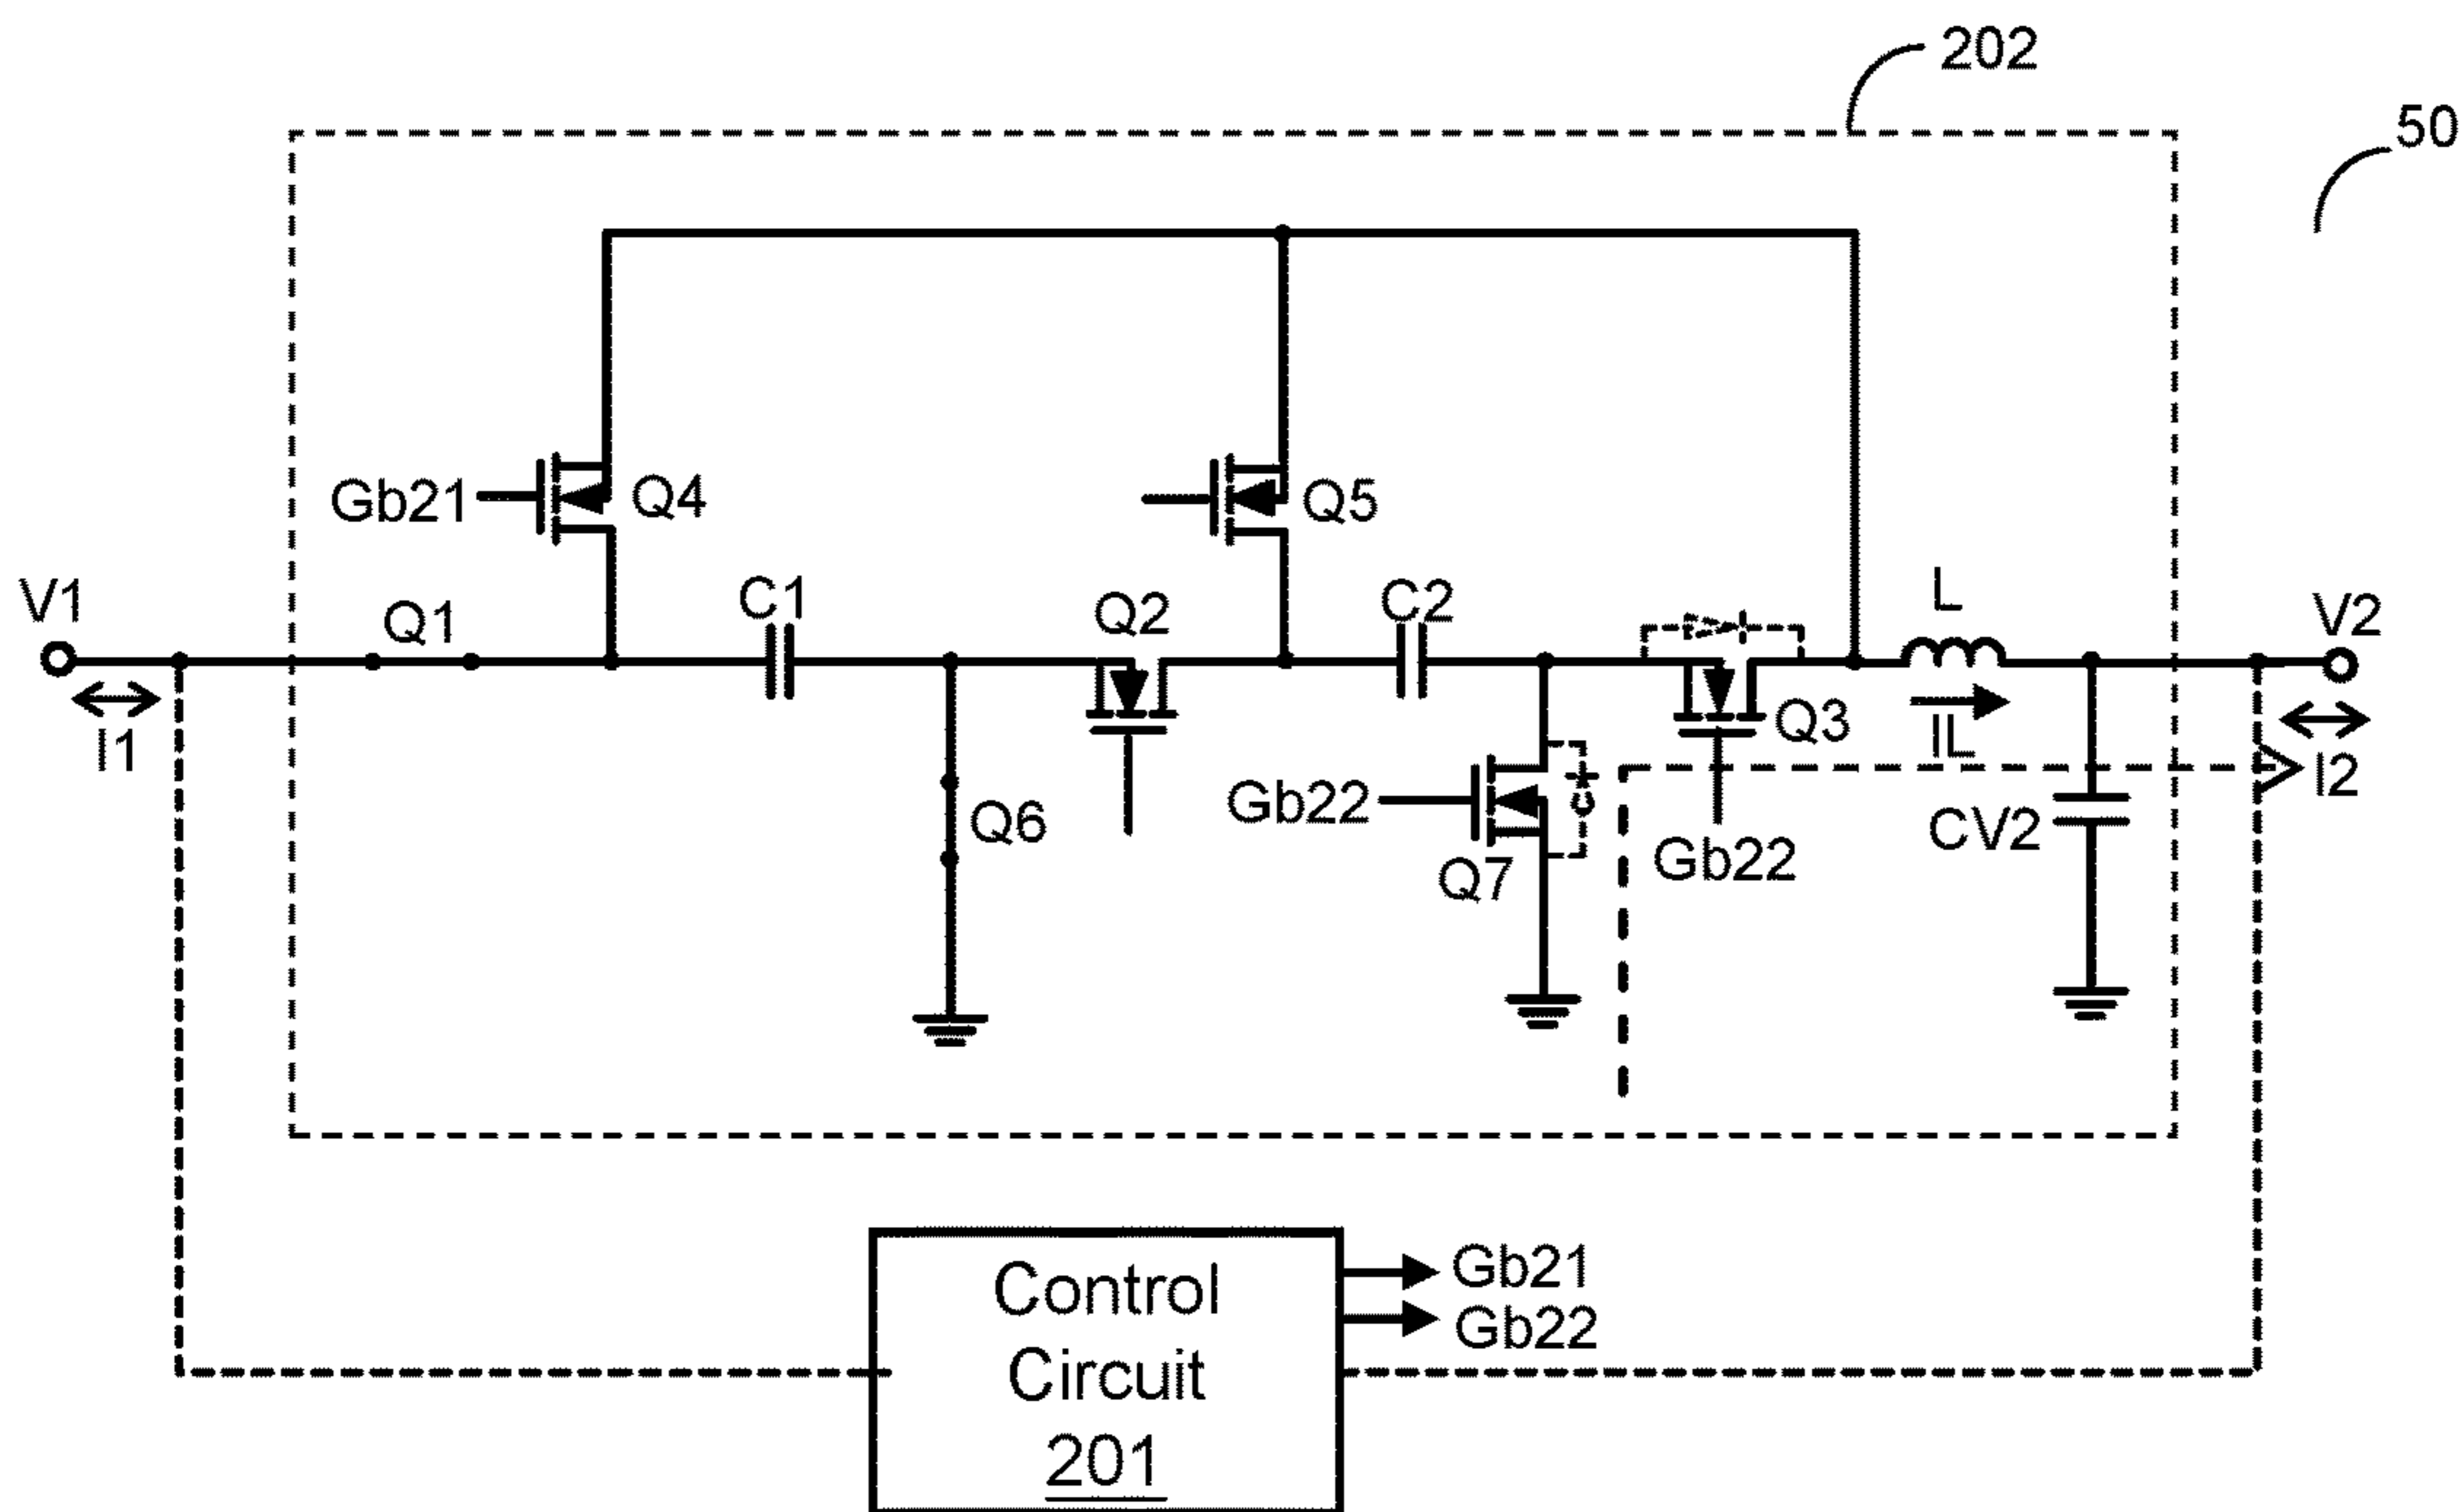 202
50
Gb21
Q4
Q5
V1
Q1
C1
Q2
C2
L
V2
I1
Q3
IL
I2
Gb22
Q6
Q7
Gb22
CV2
Control
Circuit
201
Gb21
Gb22